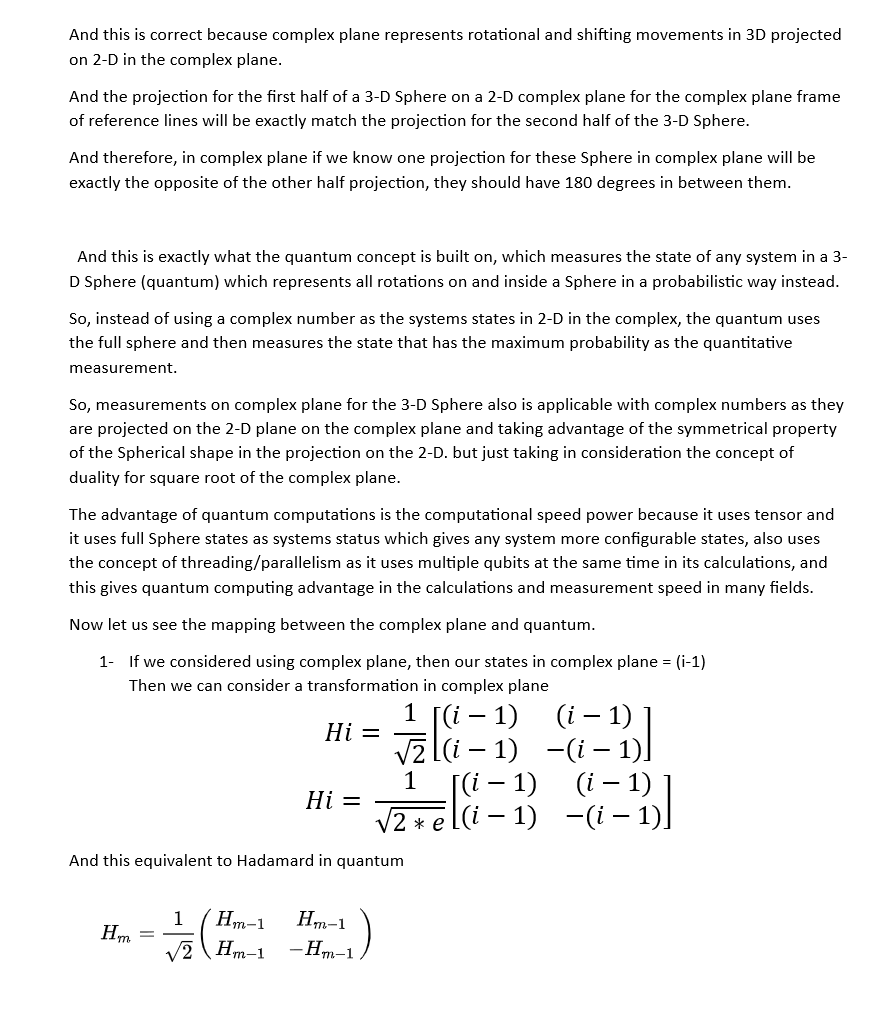 And this is correct because complex plane represents rotational and shifting movements in 3D projected
on 2-D in the complex plane.
And the projection for the first half of a 3-D Sphere on a 2-D complex plane for the complex plane frame
of reference lines will be exactly match the projection for the second half of the 3-D Sphere.
And therefore, in complex plane if we know one projection for these Sphere in complex plane will be
exactly the opposite of the other half projection, they should have 180 degrees in between them.
And this is exactly what the quantum concept is built on, which measures the state of any system in a 3-
D Sphere (quantum) which represents all rotations on and inside a Sphere in a probabilistic way instead.
So, instead of using a complex number as the systems states in 2-D in the complex, the quantum uses
the full sphere and then measures the state that has the maximum probability as the quantitative
measurement.
So, measurements on complex plane for the 3-D Sphere also is applicable with complex numbers as they
are projected on the 2-D plane on the complex plane and taking advantage of the symmetrical property
of the Spherical shape in the projection on the 2-D. but just taking in consideration the concept of
duality for square root of the complex plane.
The advantage of quantum computations is the computational speed power because it uses tensor and
it uses full Sphere states as systems status which gives any system more configurable states, also uses
the concept of threading/parallelism as it uses multiple qubits at the same time in its calculations, and
this gives quantum computing advantage in the calculations and measurement speed in many fields.
Now let us see the mapping between the complex plane and quantum.
1- If we considered using complex plane, then our states in complex plane = (i-1)
Then we can consider a transformation in complex plane
Hi = 1/√2 [(i − 1) (i − 1)
(i − 1) −(i − 1)]
Hi = 1/√(2 * e) [(i − 1) (i − 1)
(i − 1) −(i − 1)]
And this equivalent to Hadamard in quantum
H_m = 1/√2 ( H_{m−1} H_{m−1}
H_{m−1} −H_{m−1} )